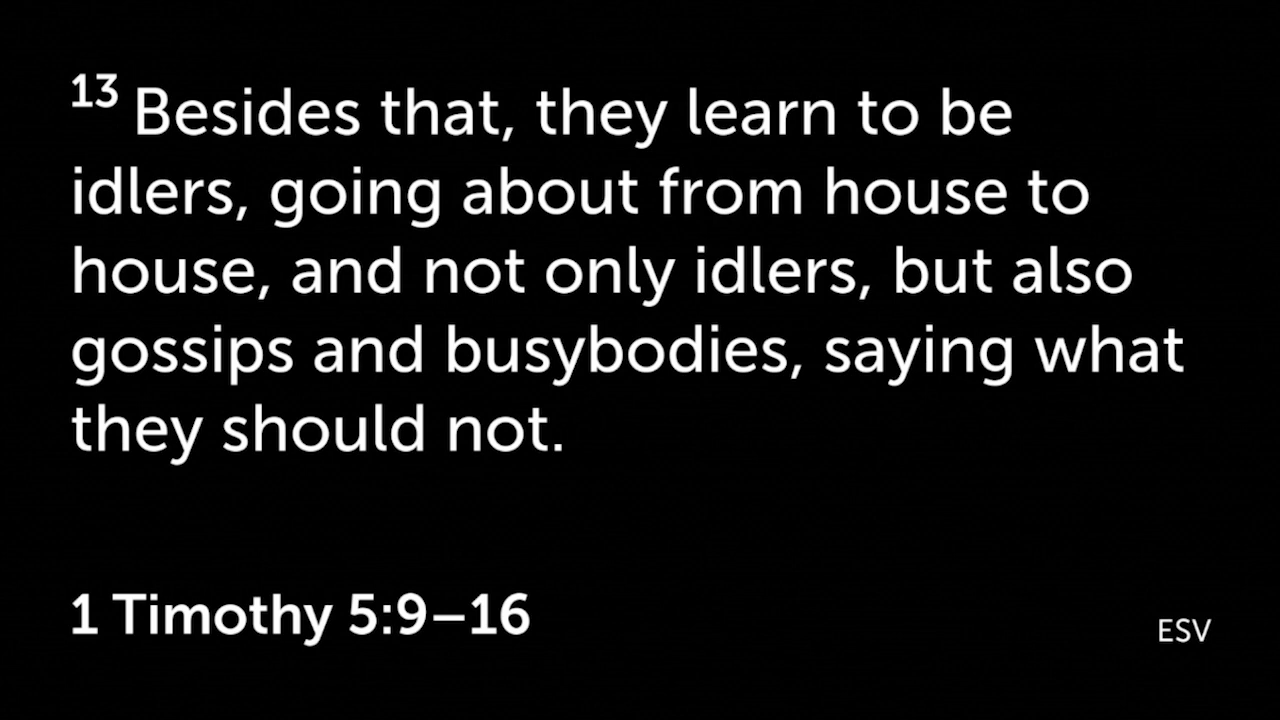 13 Besides that, they learn to be
idlers, going about from house to
house, and not only idlers, but also
gossips and busybodies, saying what
they should not.
1 Timothy 5:9–16
ESV